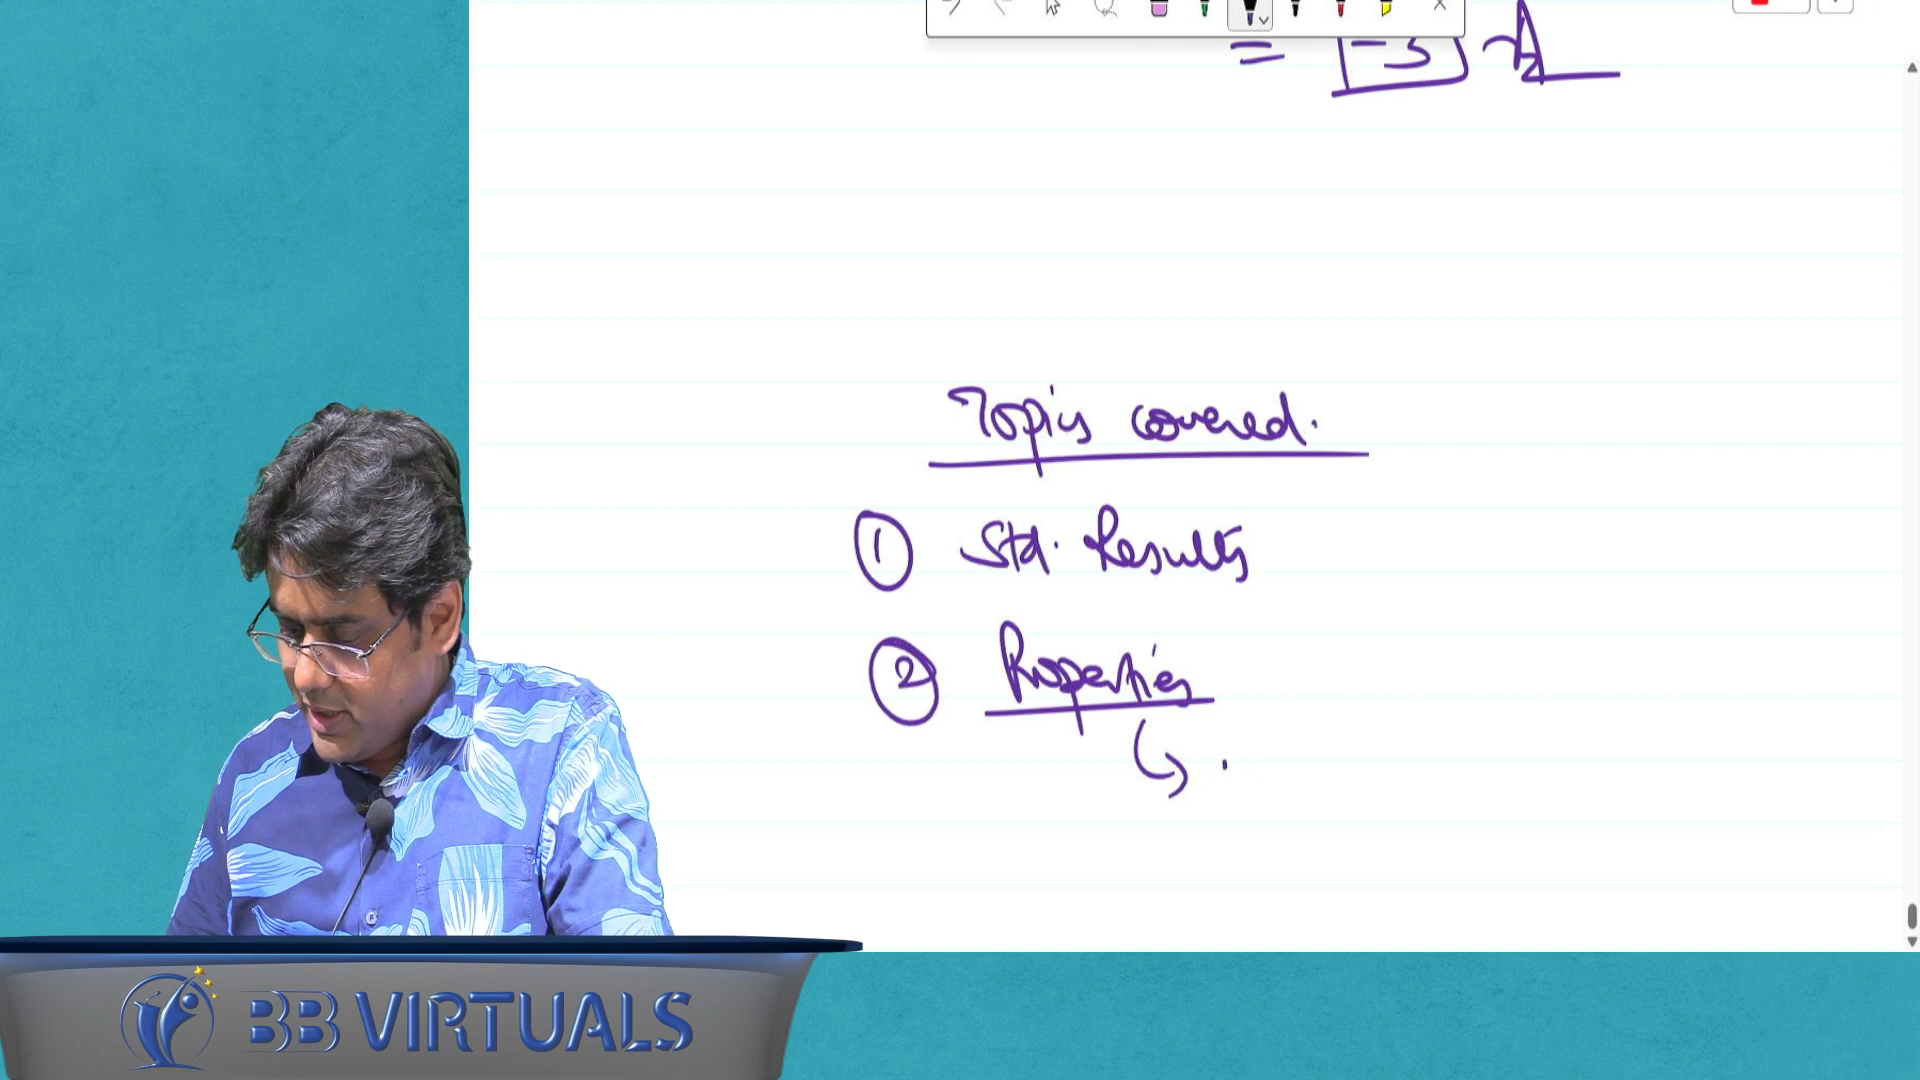 = -3
Topics covered.
① Std. Results
② Properties
BB VIRTUALS